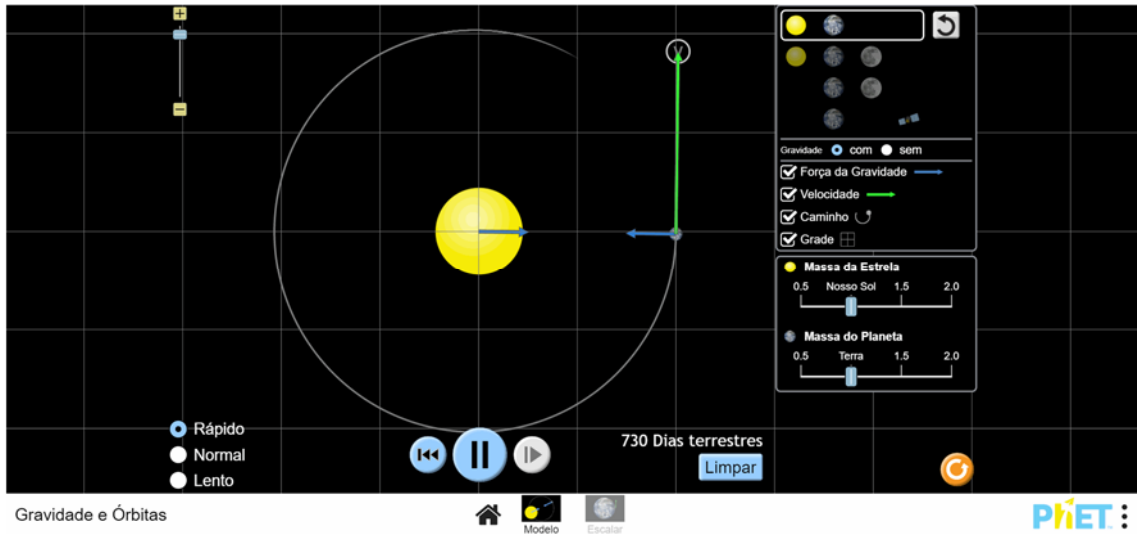 +
V
−
Gravidade com sem
Força da Gravidade
Velocidade
Caminho
Grade
Massa da Estrela
0.5 Nosso Sol 1.5 2.0
Massa do Planeta
0.5 Terra 1.5 2.0
Rápido
Normal
Lento
730 Dias terrestres
Limpar
Gravidade e Órbitas
Modelo
Escalar
PhET